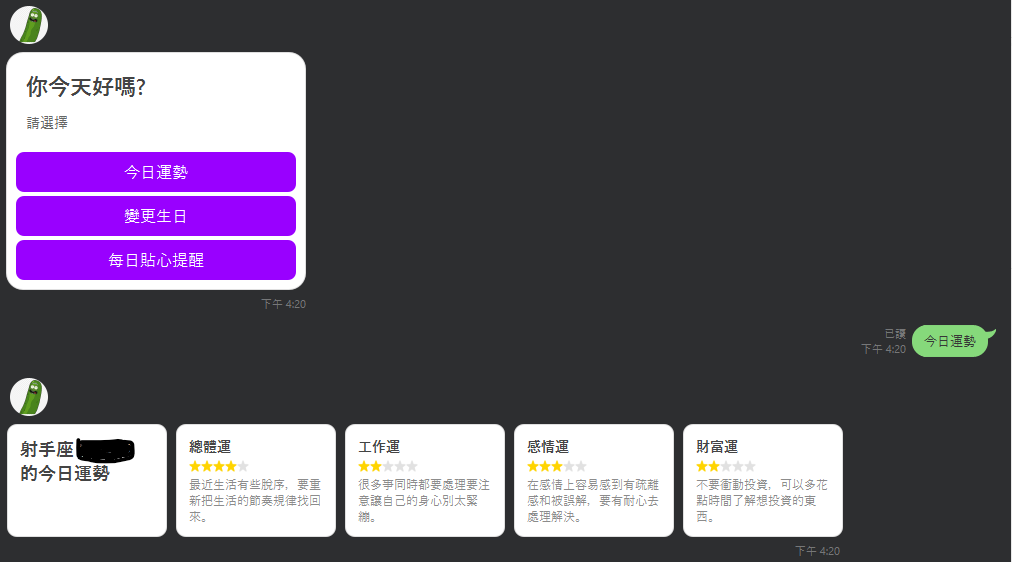 你今天好嗎?
請選擇
今日運勢
變更生日
每日貼心提醒
下午 4:20
已讀
下午 4:20
今日運勢
射手座
的今日運勢
總體運
最近生活有些脫序，要重
新把生活的節奏規律找回
來。
工作運
很多事同時都要處理要注
意讓自己的身心別太緊
繃。
感情運
在感情上容易感到有疏離
感和被誤解，要有耐心去
處理解決。
財富運
不要衝動投資，可以多花
點時間了解想投資的東
西。
下午 4:20